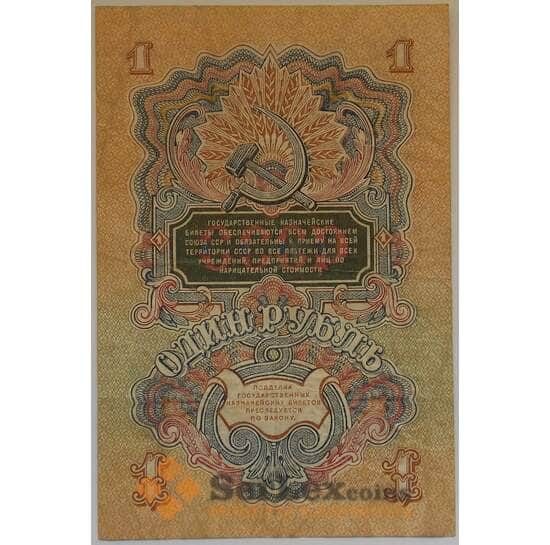 1 1
ГОСУДАРСТВЕННЫЕ КАЗНАЧЕЙСКИЕ
БИЛЕТЫ ОБЕСПЕЧИВАЮТСЯ ВСЕМ ДОСТОЯНИЕМ
СОЮЗА ССР И ОБЯЗАТЕЛЬНЫ К ПРИЕМУ НА ВСЕЙ
ТЕРРИТОРИИ СССР ВО ВСЕ ПЛАТЕЖИ ДЛЯ ВСЕХ
УЧРЕЖДЕНИЙ, ПРЕДПРИЯТИЙ И ЛИЦ ПО
НАРИЦАТЕЛЬНОЙ СТОИМОСТИ
1 1
ОДИН РУБЛЬ
ПОДДЕЛКА
ГОСУДАРСТВЕННЫХ
КАЗНАЧЕЙСКИХ БИЛЕТОВ
ПРЕСЛЕДУЕТСЯ
ПО ЗАКОНУ.
1 1